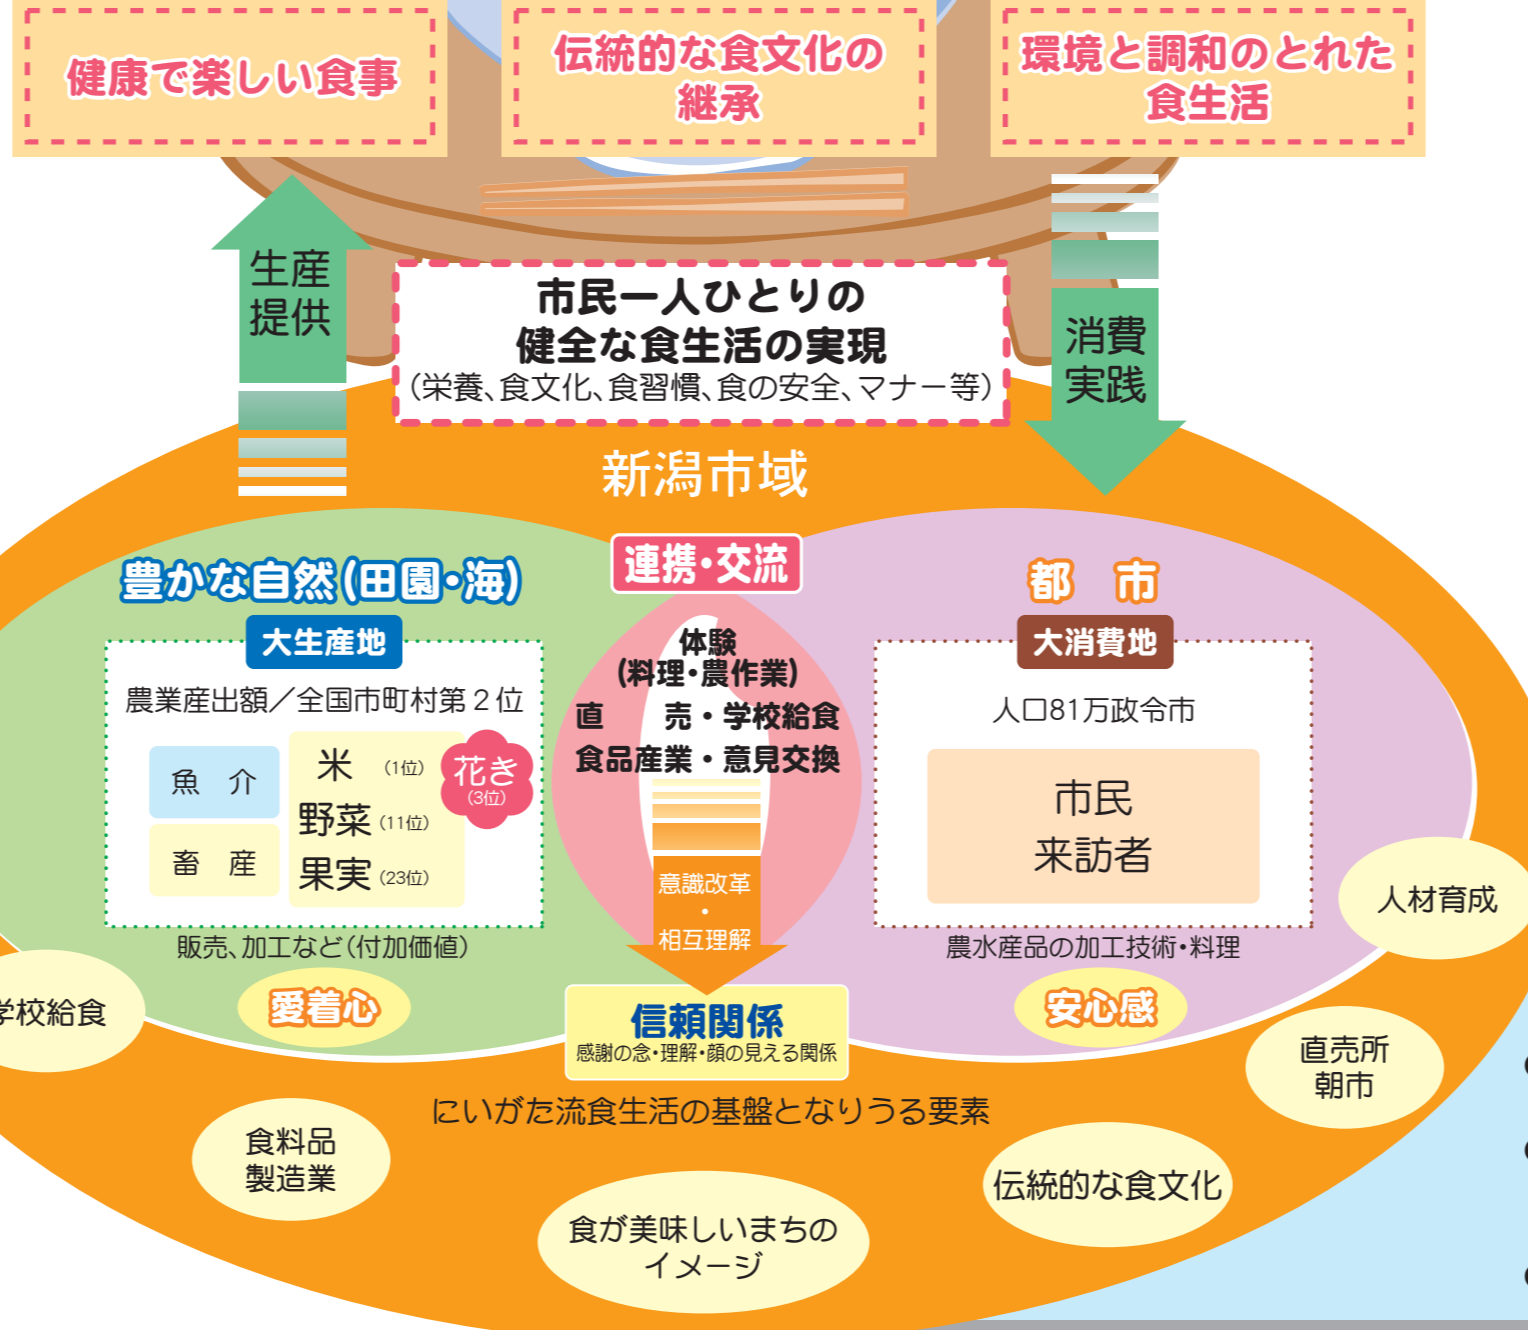 健康で楽しい食事
伝統的な食文化の
継承
環境と調和のとれた
食生活
生産
提供
市民一人ひとりの
健全な食生活の実現
(栄養、食文化、食習慣、食の安全、マナー等)
消費
実践
新潟市域
豊かな自然(田園・海)
大生産地
農業産出額／全国市町村第２位
魚　介
畜　産
米 (1位)
野菜 (11位)
果実 (23位)
花き
(3位)
販売、加工など(付加価値)
愛着心
連携・交流
体験
(料理・農作業)
直　　売・学校給食
食品産業・意見交換
意識改革
・
相互理解
信頼関係
感謝の念・理解・顔の見える関係
都　市
大消費地
人口81万政令市
市民
来訪者
農水産品の加工技術・料理
安心感
にいがた流食生活の基盤となりうる要素
学校給食
食料品
製造業
食が美味しいまちの
イメージ
伝統的な食文化
直売所
朝市
人材育成